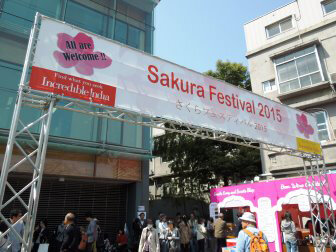 All are
Welcome !!
Find what you seek
Incredible India
Sakura Festival 2015
さくらフェスティバル 2015